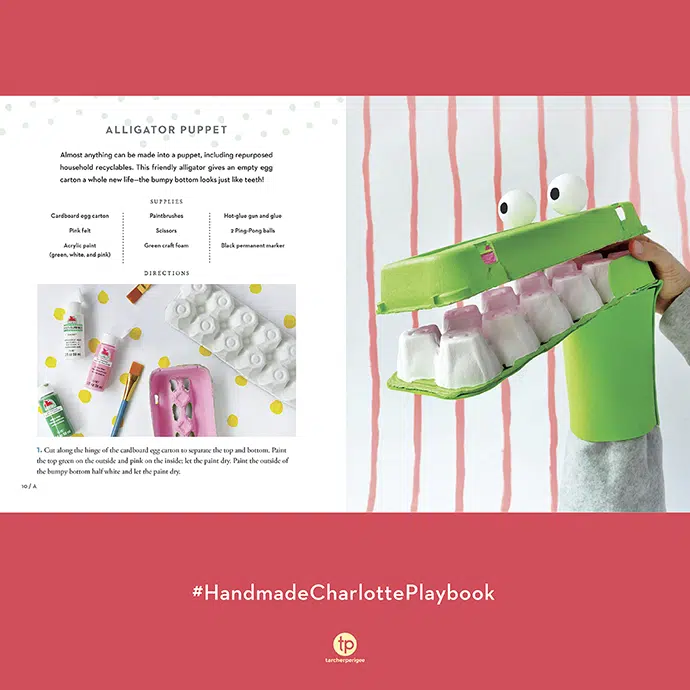 ALLIGATOR PUPPET
Almost anything can be made into a puppet, including repurposed
household recyclables. This friendly alligator gives an empty egg
carton a whole new life—the bumpy bottom looks just like teeth!
SUPPLIES
Cardboard egg carton
Pink felt
Acrylic paint
(green, white, and pink)
Paintbrushes
Scissors
Green craft foam
Hot-glue gun and glue
2 Ping-Pong balls
Black permanent marker
DIRECTIONS
1. Cut along the hinge of the cardboard egg carton to separate the top and bottom. Paint
the top green on the outside and pink on the inside; let the paint dry. Paint the outside of
the bumpy bottom half white and let the paint dry.
10 / A
#HandmadeCharlottePlaybook
tp
tarcherperigee